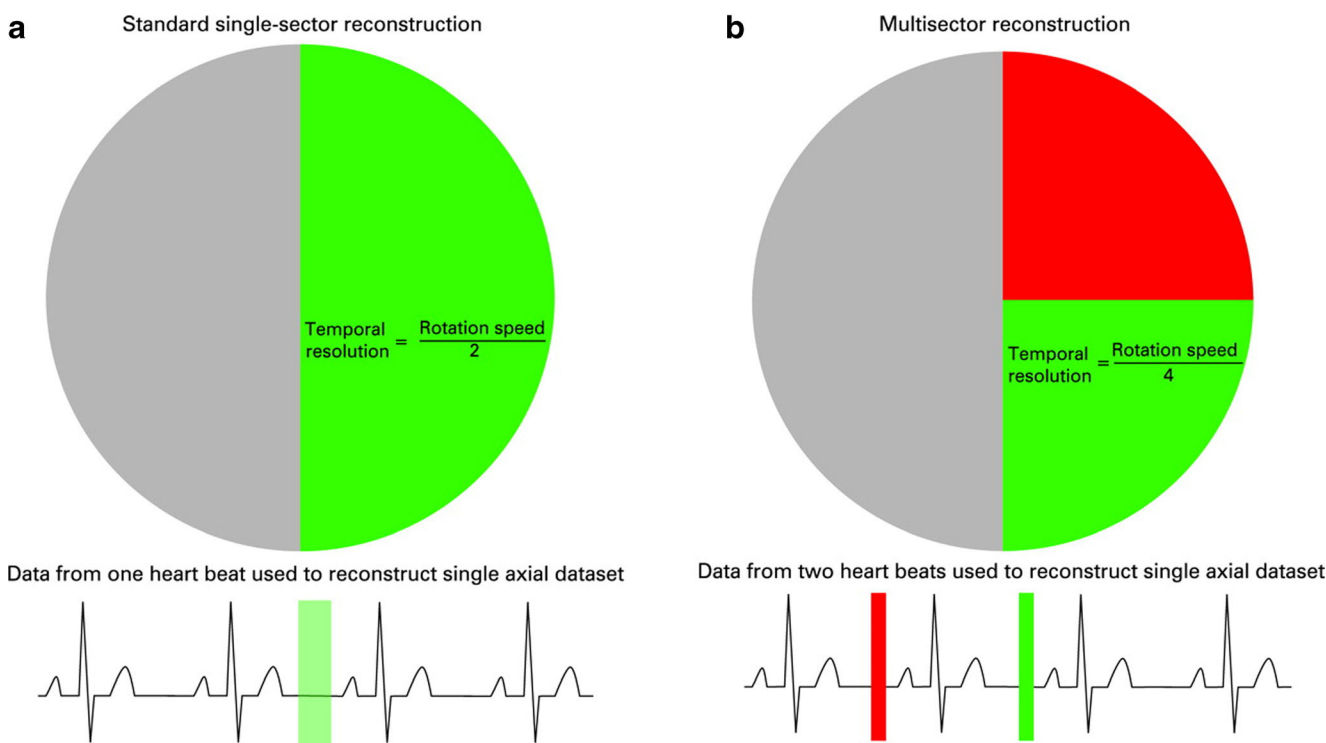 a
Standard single-sector reconstruction
Temporal resolution = Rotation speed / 2
Data from one heart beat used to reconstruct single axial dataset
b
Multisector reconstruction
Temporal resolution = Rotation speed / 4
Data from two heart beats used to reconstruct single axial dataset